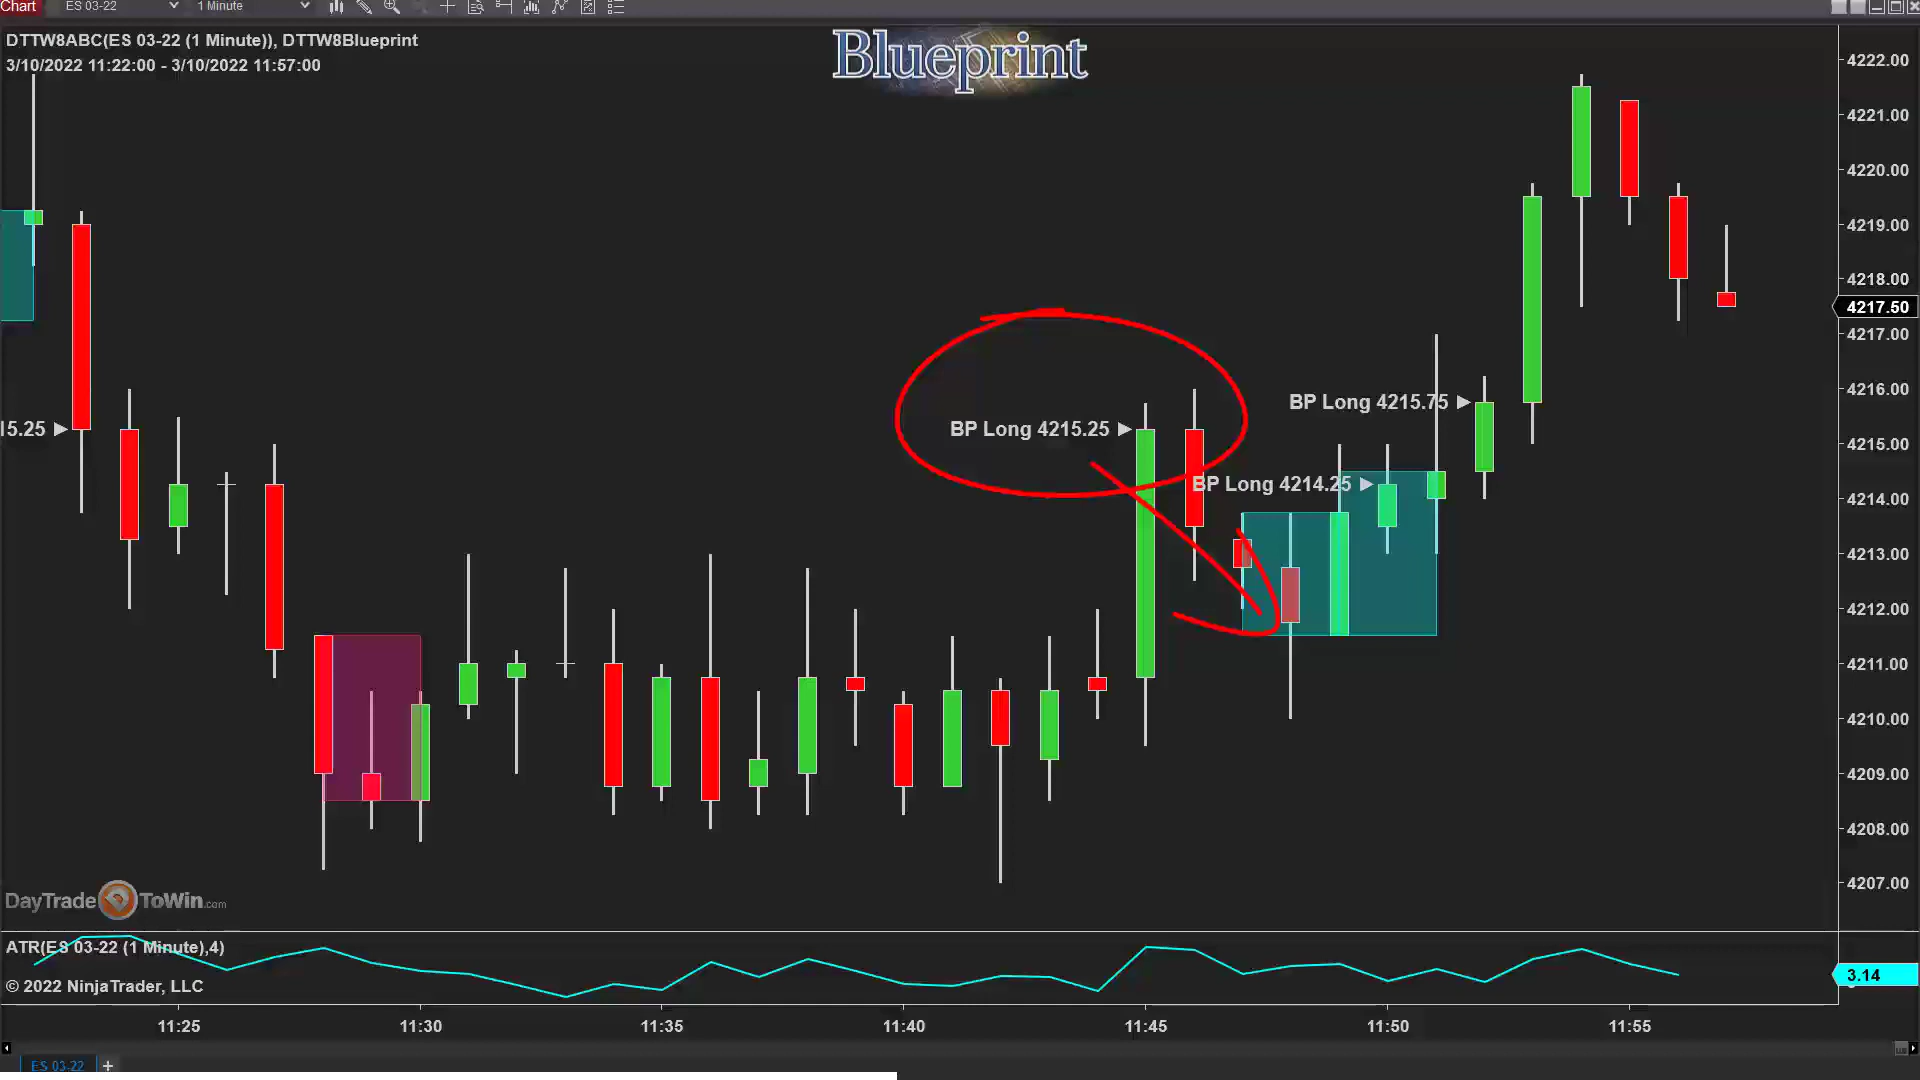 Chart ES 03-22 1 Minute
DTTW8ABC(ES 03-22 (1 Minute)), DTTW8Blueprint
3/10/2022 11:22:00 - 3/10/2022 11:57:00
Blueprint
4222.00
4221.00
4220.00
4219.00
4218.00
4217.50
4217.00
4216.00
BP Long 4215.75
15.25
BP Long 4215.25
4215.00
BP Long 4214.25
4214.00
4213.00
4212.00
4211.00
4210.00
4209.00
4208.00
4207.00
DayTradeToWin.com
ATR(ES 03-22 (1 Minute),4)
3.14
© 2022 NinjaTrader, LLC
11:25 11:30 11:35 11:40 11:45 11:50 11:55
ES 03-22 +